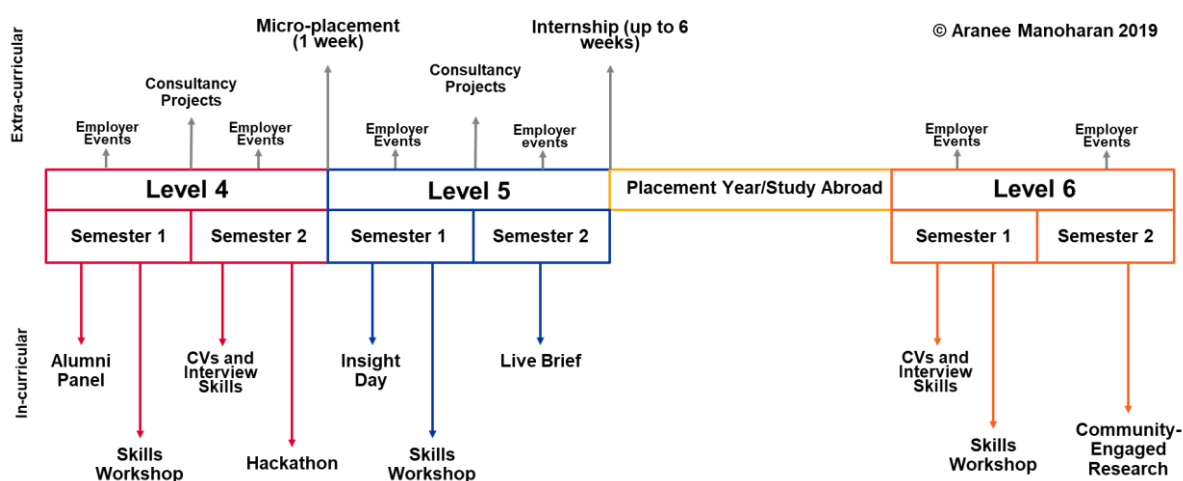 Extra-curricular
Micro-placement
(1 week)
Internship (up to 6
weeks)
© Aranee Manoharan 2019
Consultancy
Projects
Consultancy
Projects
Employer
Events
Employer
Events
Employer
Events
Employer
events
Employer
Events
Employer
Events
Level 4
Level 5
Placement Year/Study Abroad
Level 6
Semester 1
Semester 2
Semester 1
Semester 2
Semester 1
Semester 2
In-curricular
Alumni
Panel
CVs and
Interview
Skills
Insight
Day
Live Brief
CVs and
Interview
Skills
Skills
Workshop
Hackathon
Skills
Workshop
Skills
Workshop
Community-
Engaged
Research